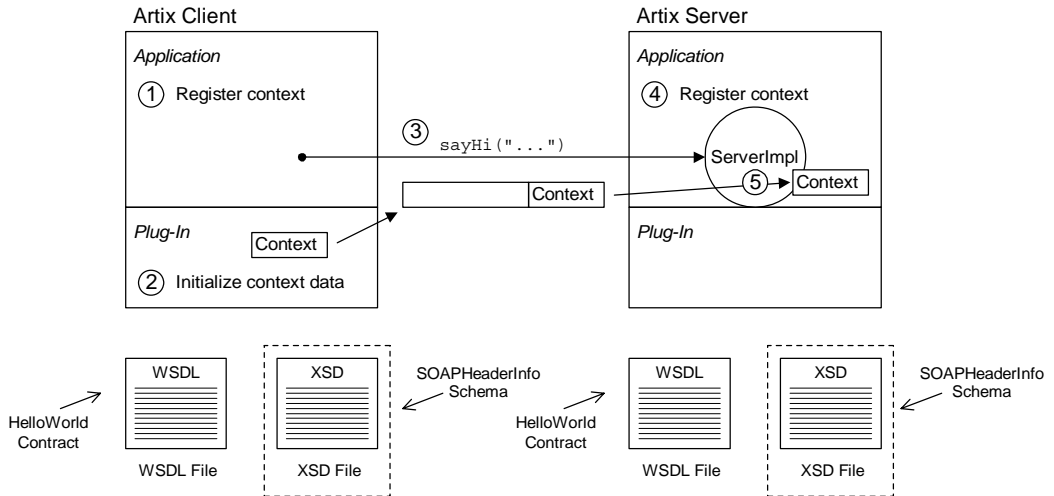 Artix Client
Artix Server
Application
Application
1 Register context
4 Register context
3
sayHi("...")
ServerImpl
Context
5 Context
Plug-In
Plug-In
Context
2 Initialize context data
WSDL
XSD
SOAPHeaderInfo
Schema
WSDL
XSD
SOAPHeaderInfo
Schema
HelloWorld
Contract
HelloWorld
Contract
WSDL File
XSD File
WSDL File
XSD File